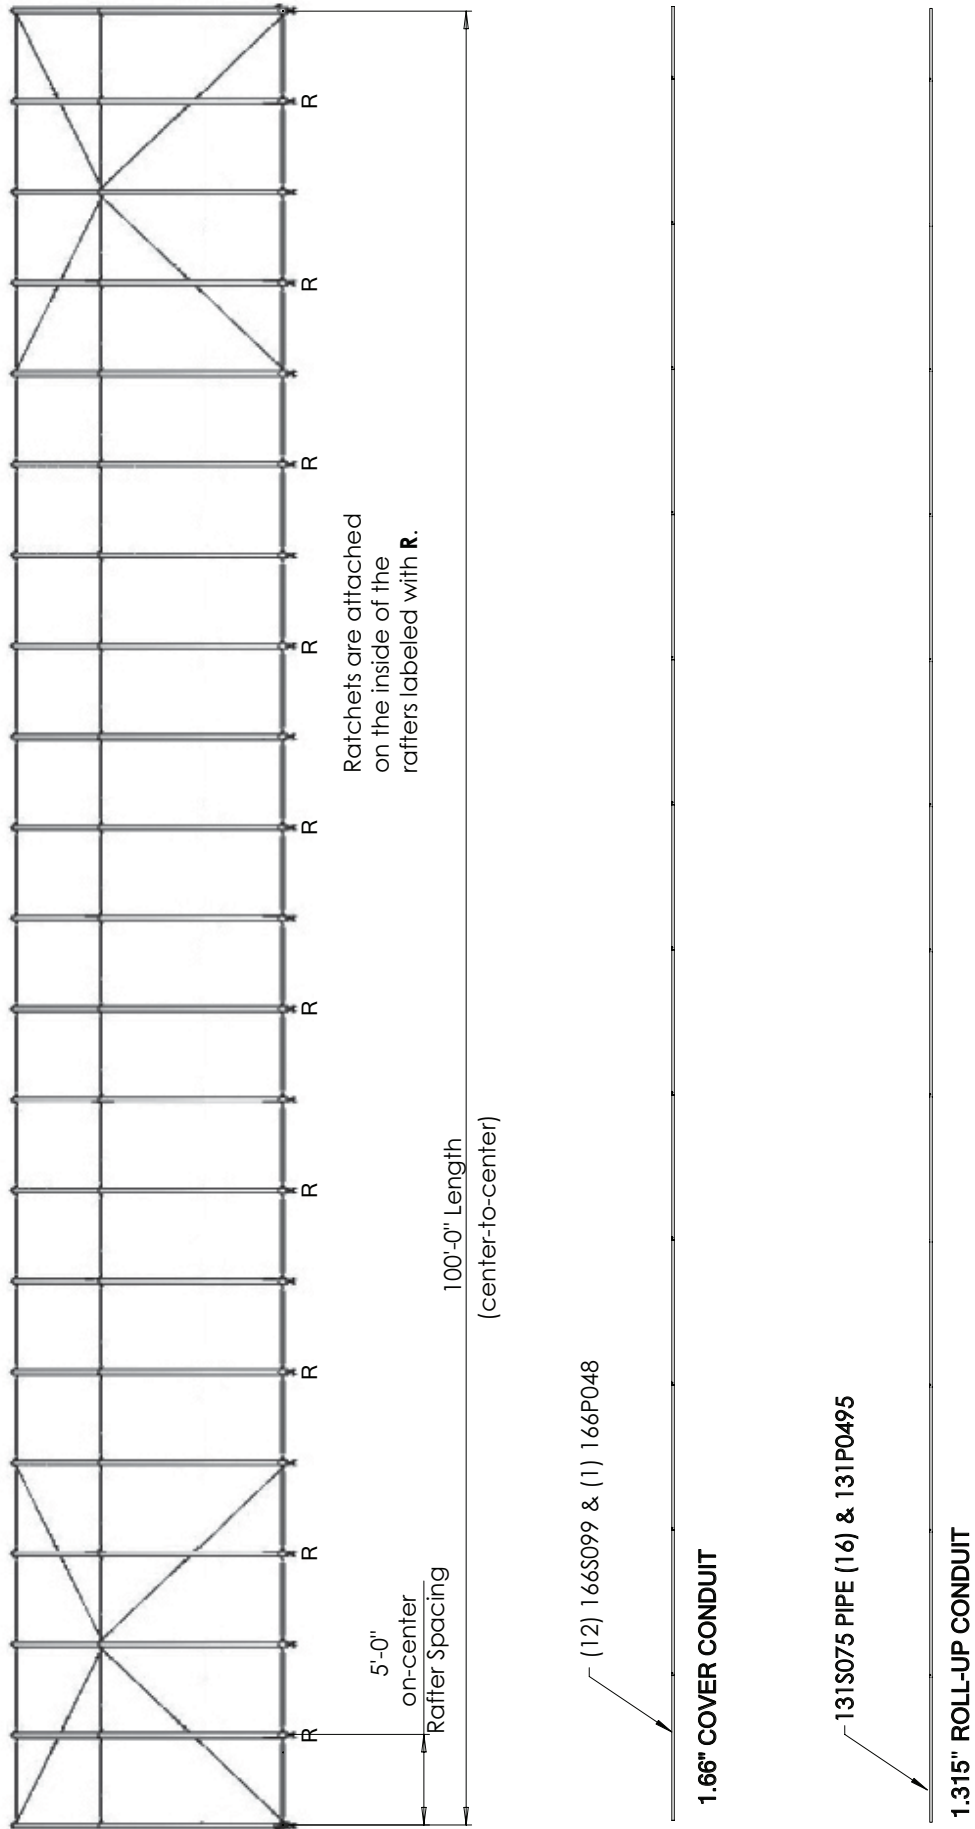 R
R
R
R
R
R
R
R
R
R
Ratchets are attached
on the inside of the
rafters labeled with R.
5'-0"
on-center
Rafter Spacing
100'-0" Length
(center-to-center)
(12) 166S099 & (1) 166P048
1.66" COVER CONDUIT
131S075 PIPE (16) & 131P0495
1.315" ROLL-UP CONDUIT